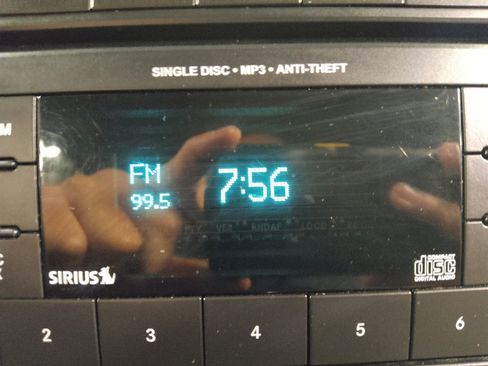 SINGLE DISC • MP3 • ANTI-THEFT
M
FM
99.5
7:56
C
SIRIUS
COMPACT
disc
DIGITAL AUDIO
2
3
4
5
6